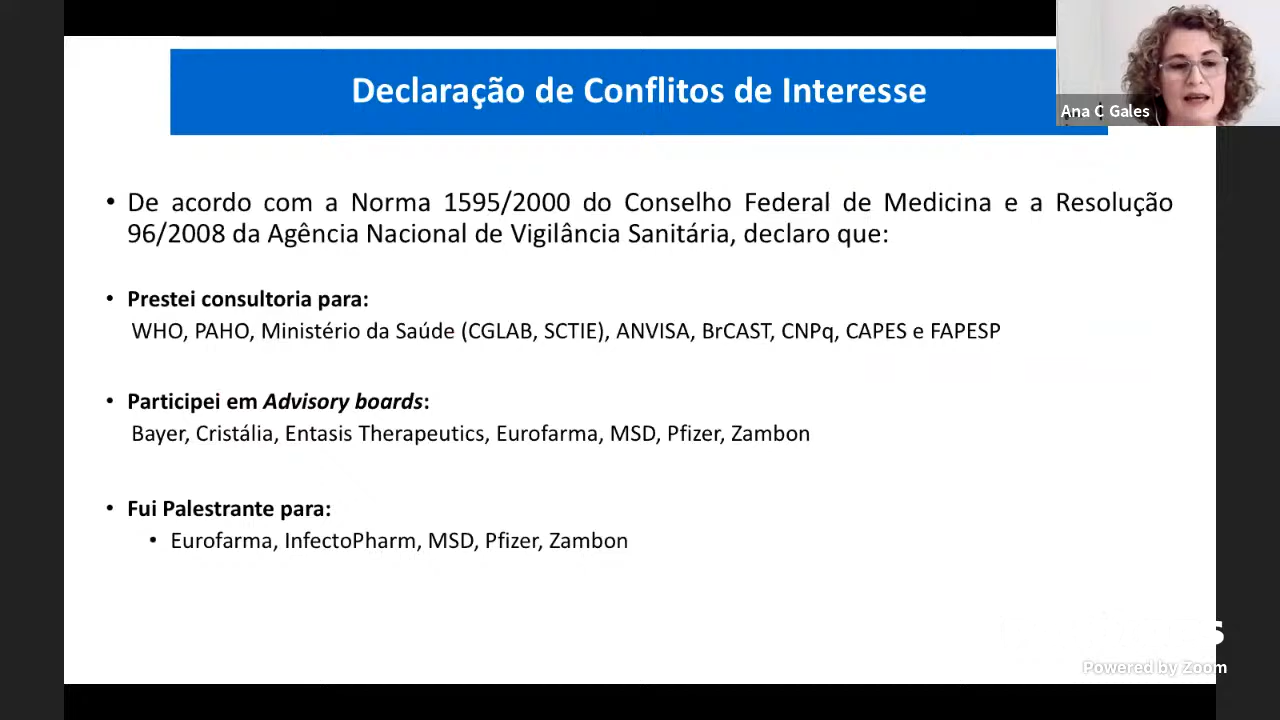 Declaração de Conflitos de Interesse
Ana C Gales
• De acordo com a Norma 1595/2000 do Conselho Federal de Medicina e a Resolução
96/2008 da Agência Nacional de Vigilância Sanitária, declaro que:
• Prestei consultoria para:
WHO, PAHO, Ministério da Saúde (CGLAB, SCTIE), ANVISA, BrCAST, CNPq, CAPES e FAPESP
• Participei em Advisory boards:
Bayer, Cristália, Entasis Therapeutics, Eurofarma, MSD, Pfizer, Zambon
• Fui Palestrante para:
• Eurofarma, InfectoPharm, MSD, Pfizer, Zambon
Powered by Zoom